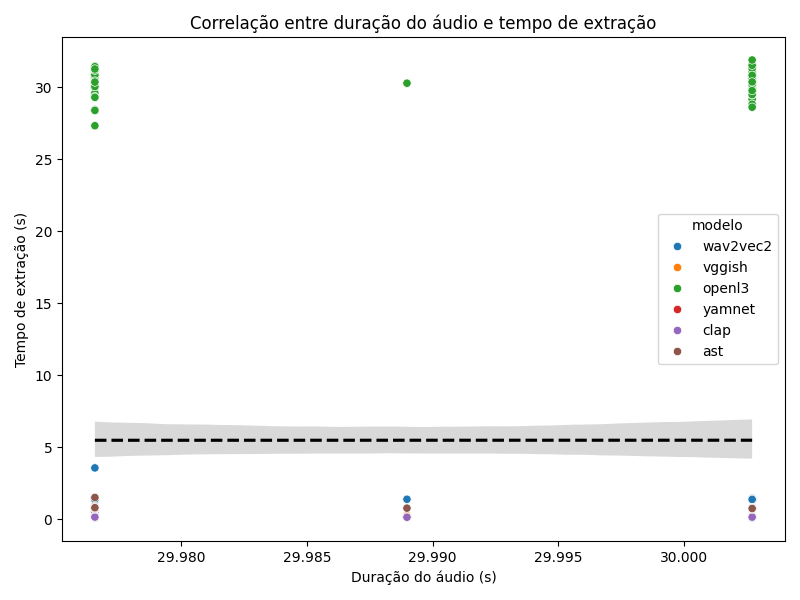 Correlação entre duração do áudio e tempo de extração
Tempo de extração (s)
30
25
20
15
10
5
0
modelo
wav2vec2
vggish
openl3
yamnet
clap
ast
29.980
29.985
29.990
29.995
30.000
Duração do áudio (s)